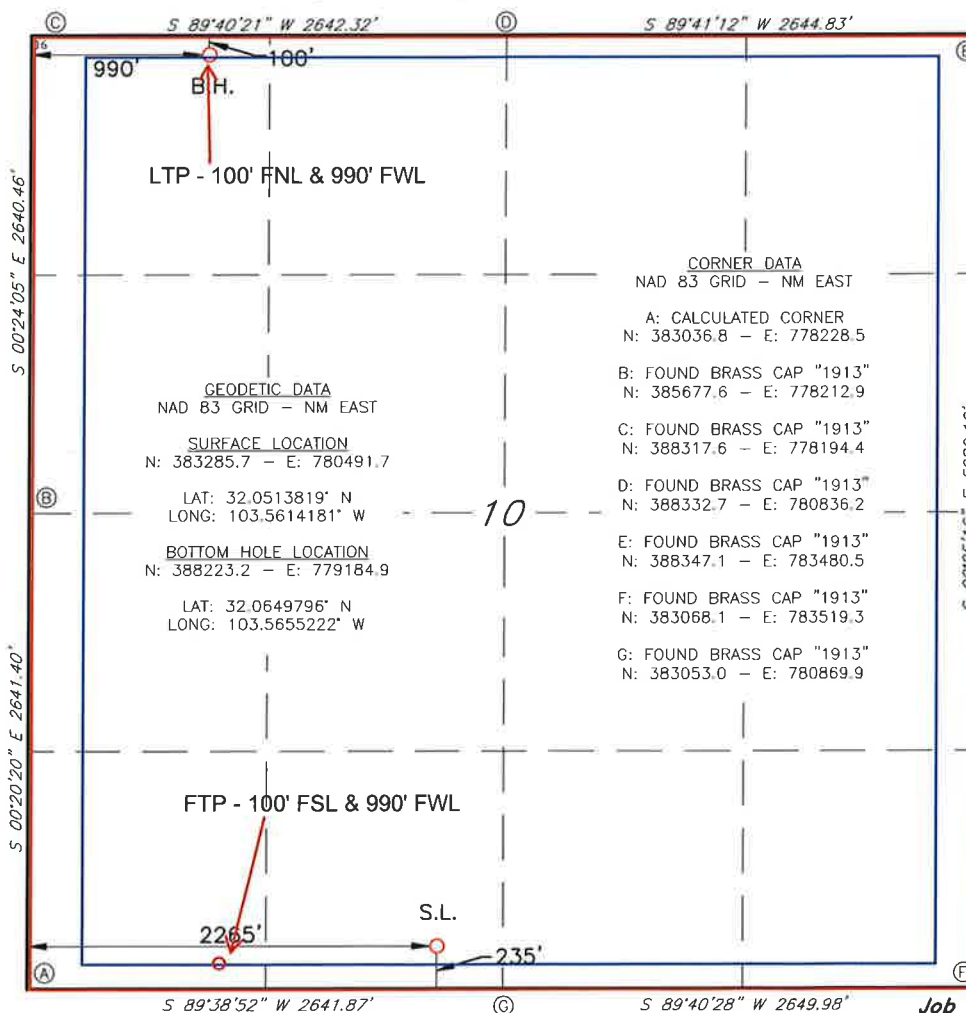 C S 89°40'21" W 2642.32' D S 89°41'12" W 2644.83'
990' 100'
B.H.
LTP - 100' FNL & 990' FWL
S 00°24'05" E 2640.46'
GEODETIC DATA
NAD 83 GRID – NM EAST
SURFACE LOCATION
N: 383285.7 – E: 780491.7
LAT: 32.0513819° N
LONG: 103.5614181° W
BOTTOM HOLE LOCATION
N: 388223.2 – E: 779184.9
LAT: 32.0649796° N
LONG: 103.5655222° W
B
10
CORNER DATA
NAD 83 GRID – NM EAST
A: CALCULATED CORNER
N: 383036.8 – E: 778228.5
B: FOUND BRASS CAP "1913"
N: 385677.6 – E: 778212.9
C: FOUND BRASS CAP "1913"
N: 388317.6 – E: 778194.4
D: FOUND BRASS CAP "1913"
N: 388332.7 – E: 780836.2
E: FOUND BRASS CAP "1913"
N: 388347.1 – E: 783480.5
F: FOUND BRASS CAP "1913"
N: 383068.1 – E: 783519.3
G: FOUND BRASS CAP "1913"
N: 383053.0 – E: 780869.9
S 00°20'20" E 2641.40'
FTP - 100' FSL & 990' FWL
S.L.
2265'
235'
A
F
S 89°38'52" W 2641.87' G S 89°40'28" W 2649.98' Job